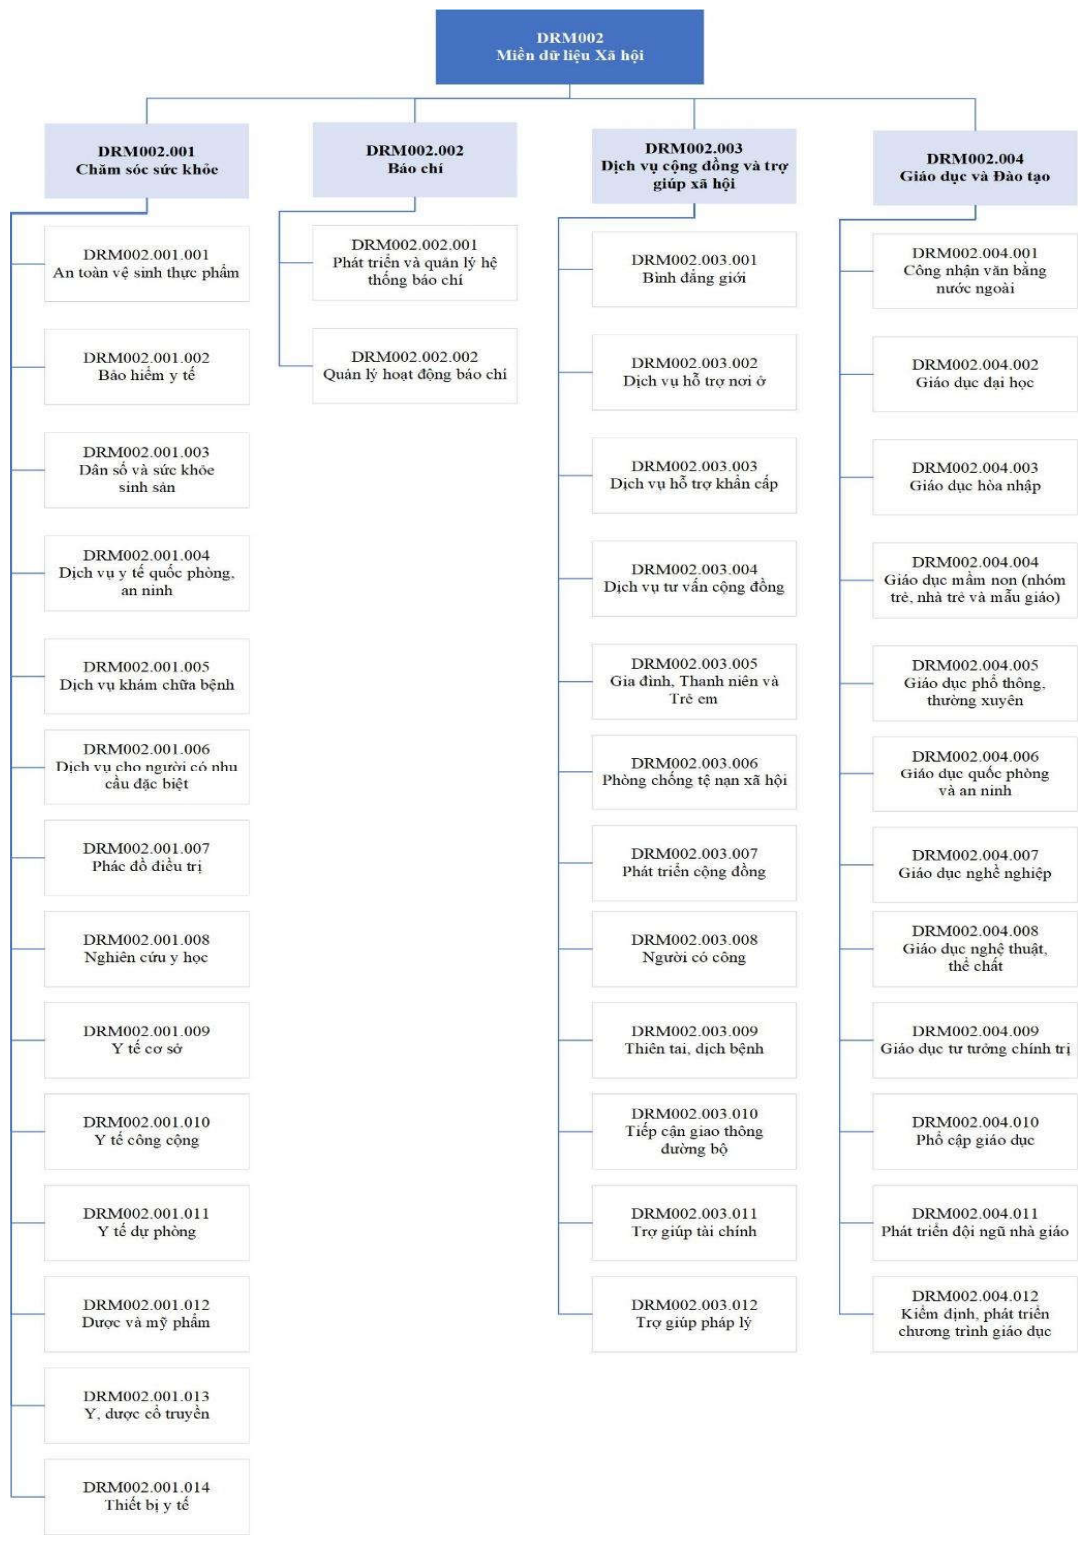 DRM002
Miền dữ liệu Xã hội
DRM002.001
Chăm sóc sức khỏe
DRM002.001.001
An toàn vệ sinh thực phẩm
DRM002.001.002
Bảo hiểm y tế
DRM002.001.003
Dân số và sức khỏe
sinh sản
DRM002.001.004
Dịch vụ y tế quốc phòng,
an ninh
DRM002.001.005
Dịch vụ khám chữa bệnh
DRM002.001.006
Dịch vụ cho người có nhu
cầu đặc biệt
DRM002.001.007
Phác đồ điều trị
DRM002.001.008
Nghiên cứu y học
DRM002.001.009
Y tế cơ sở
DRM002.001.010
Y tế công cộng
DRM002.001.011
Y tế dự phòng
DRM002.001.012
Dược và mỹ phẩm
DRM002.001.013
Y, dược cổ truyền
DRM002.001.014
Thiết bị y tế
DRM002.002
Báo chí
DRM002.002.001
Phát triển và quản lý hệ
thống báo chí
DRM002.002.002
Quản lý hoạt động báo chí
DRM002.003
Dịch vụ cộng đồng và trợ
giúp xã hội
DRM002.003.001
Bình đẳng giới
DRM002.003.002
Dịch vụ hỗ trợ nơi ở
DRM002.003.003
Dịch vụ hỗ trợ khẩn cấp
DRM002.003.004
Dịch vụ tư vấn cộng đồng
DRM002.003.005
Gia đình, Thanh niên và
Trẻ em
DRM002.003.006
Phòng chống tệ nạn xã hội
DRM002.003.007
Phát triển cộng đồng
DRM002.003.008
Người có công
DRM002.003.009
Thiên tai, dịch bệnh
DRM002.003.010
Tiếp cận giao thông
đường bộ
DRM002.003.011
Trợ giúp tài chính
DRM002.003.012
Trợ giúp pháp lý
DRM002.004
Giáo dục và Đào tạo
DRM002.004.001
Công nhận văn bằng
nước ngoài
DRM002.004.002
Giáo dục đại học
DRM002.004.003
Giáo dục hòa nhập
DRM002.004.004
Giáo dục mầm non (nhóm
trẻ, nhà trẻ và mẫu giáo)
DRM002.004.005
Giáo dục phổ thông,
thường xuyên
DRM002.004.006
Giáo dục quốc phòng
và an ninh
DRM002.004.007
Giáo dục nghề nghiệp
DRM002.004.008
Giáo dục nghệ thuật,
thể chất
DRM002.004.009
Giáo dục tư tưởng chính trị
DRM002.004.010
Phổ cập giáo dục
DRM002.004.011
Phát triển đội ngũ nhà giáo
DRM002.004.012
Kiểm định, phát triển
chương trình giáo dục